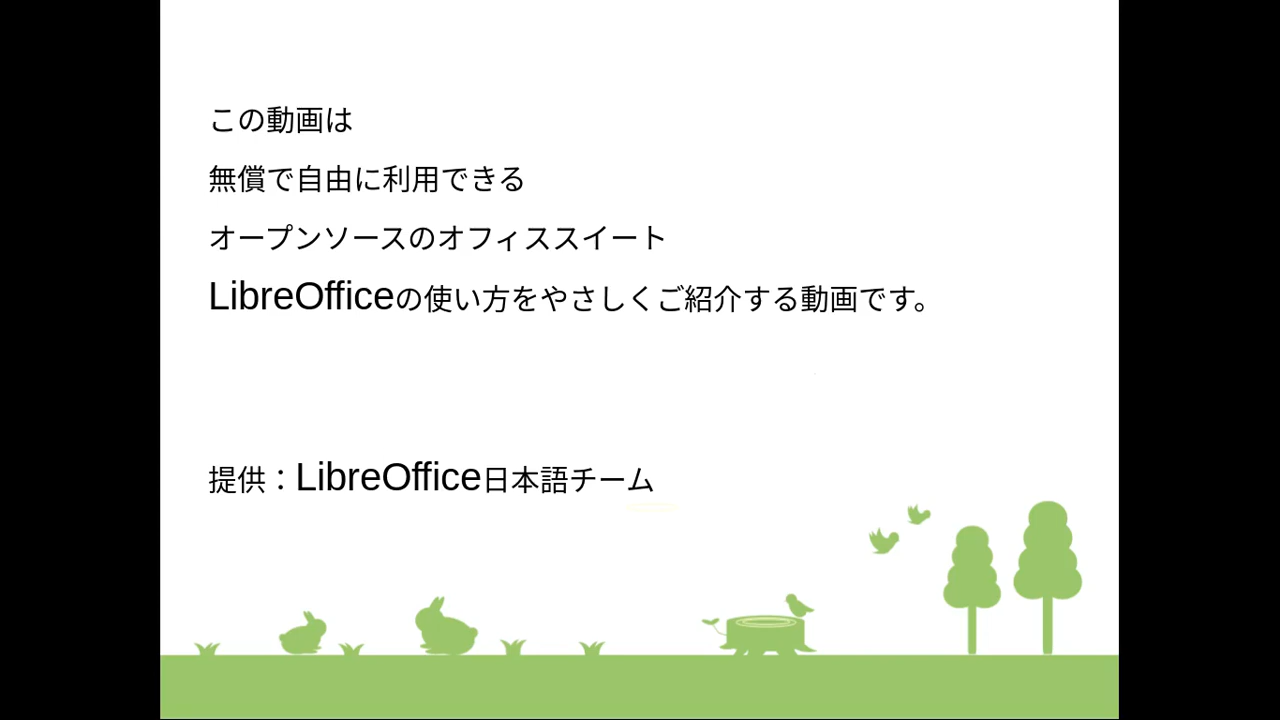 この動画は
無償で自由に利用できる
オープンソースのオフィススイート
LibreOfficeの使い方をやさしくご紹介する動画です。
提供：LibreOffice日本語チーム